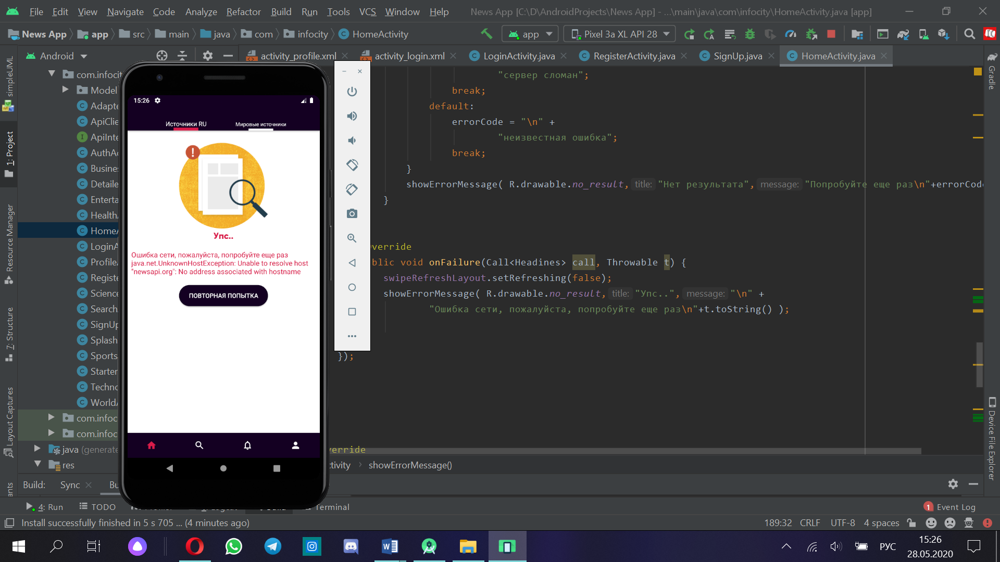 File Edit View Navigate Code Analyze Refactor Build Run Tools VCS Window Help News App [C:\D\AndroidProjects\News App] - ...\main\java\com\infocity\HomeActivity.java [app]
News App app src main java com infocity HomeActivity app Pixel 3a XL API 28
Android activity_profile.xml activity_login.xml LoginActivity.java RegisterActivity.java SignUp.java HomeActivity.java
simpleUML
1: Project
Resource Manager
7: Structure
Layout Captures
ants
com.infocit
Model
Adapte
ApiClie
ApiInte
AuthAc
Busine
Detaile
Enterta
HealthA
HomeA
LoginA
Profile
Registe
Science
Search
SignUp
Splash
Sports
Starter
Techno
WorldA
com.infoc
com.infoc
java (generate
res
15:26
Источники RU Мировые источники
Упс..
Ошибка сети, пожалуйста, попробуйте еще раз
java.net.UnknownHostException: Unable to resolve host
"newsapi.org": No address associated with hostname
ПОВТОРНАЯ ПОПЫТКА
"сервер сломан";
break;
default:
errorCode = "\n" +
"неизвестная ошибка";
break;
}
showErrorMessage( R.drawable.no_result, title: "Нет результата", message: "Попробуйте еще раз\n"+errorCode
}
verride
blic void onFailure(Call<Headines> call, Throwable t) {
swipeRefreshLayout.setRefreshing(false);
showErrorMessage( R.drawable.no_result, title: "Упс..", message: "\n" +
"Ошибка сети, пожалуйста, попробуйте еще раз\n"+t.toString() );
});
verride
ctivity showErrorMessage()
Gradle
Device File Explorer
Build: Sync Bu
4: Run TODO Terminal 1 Event Log
Install successfully finished in 5 s 705 ... (4 minutes ago) 189:32 CRLF UTF-8 4 spaces
РУС
15:26
28.05.2020